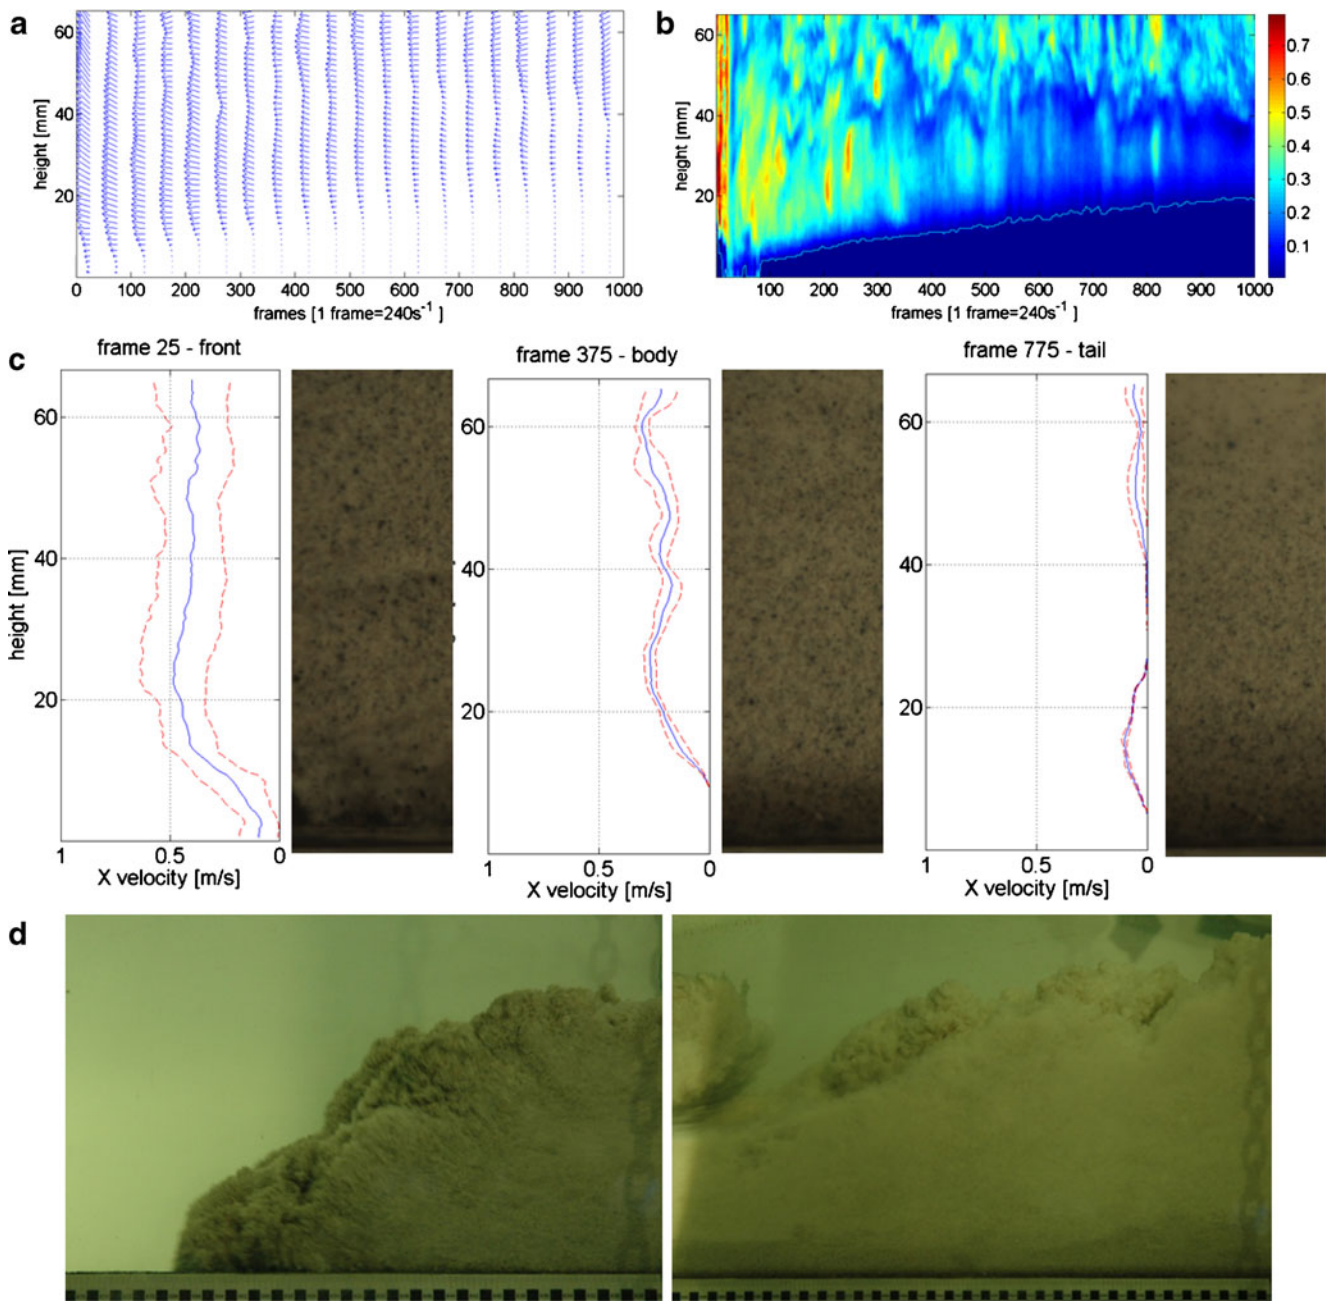 a
60
40
20
height [mm]
0 100 200 300 400 500 600 700 800 900 1000
frames [1 frame=240s⁻¹ ]
b
60
40
20
height [mm]
100 200 300 400 500 600 700 800 900 1000
frames [1 frame=240s⁻¹ ]
0.7
0.6
0.5
0.4
0.3
0.2
0.1
c
frame 25 - front
60
40
20
height [mm]
1 0.5 0
X velocity [m/s]
frame 375 - body
60
40
20
1 0.5 0
X velocity [m/s]
frame 775 - tail
60
40
20
1 0.5 0
X velocity [m/s]
d